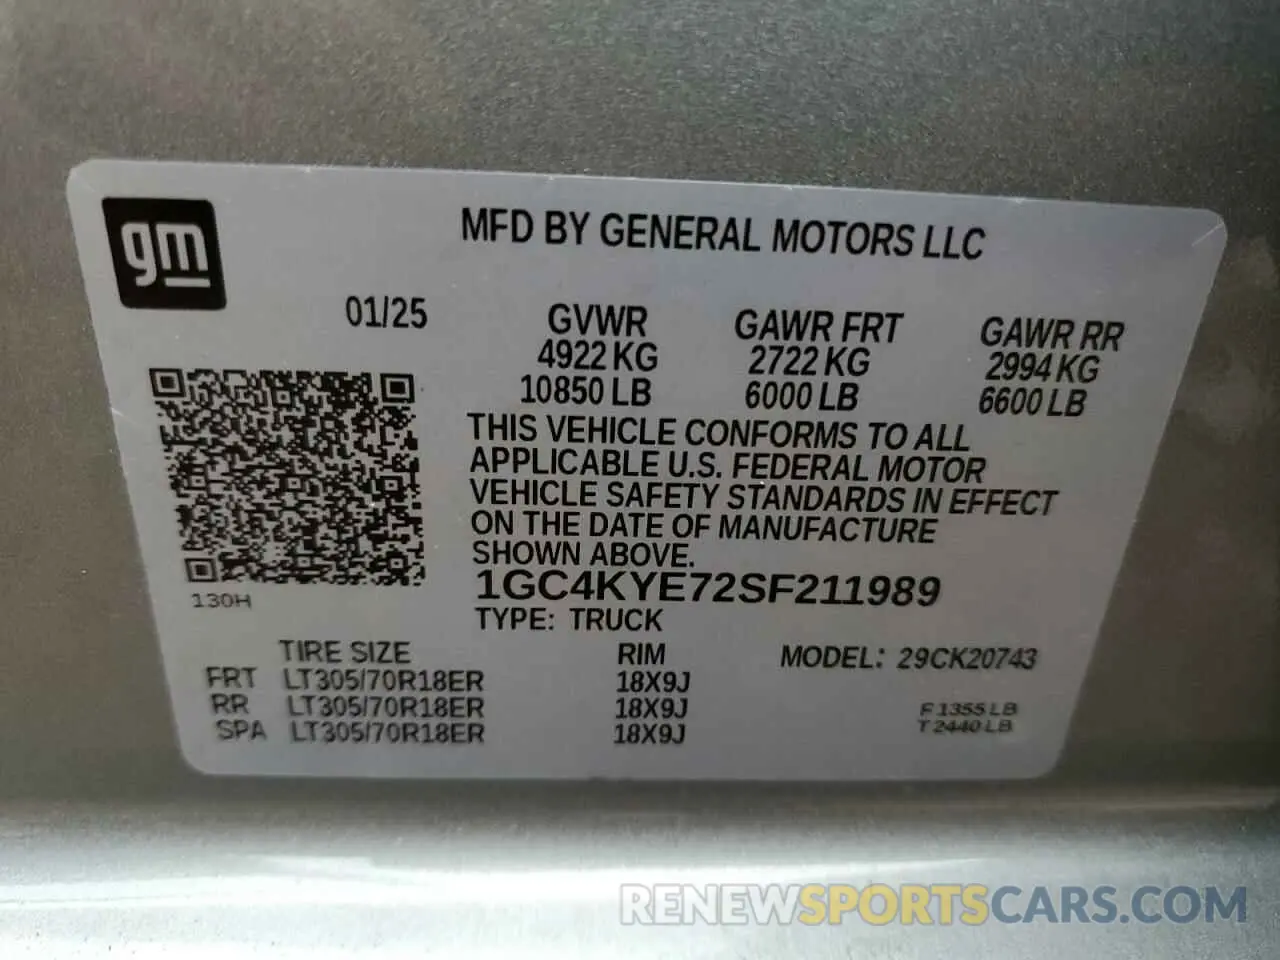 gm
MFD BY GENERAL MOTORS LLC
01/25
GVWR GAWR FRT GAWR RR
4922 KG 2722 KG 2994 KG
10850 LB 6000 LB 6600 LB
THIS VEHICLE CONFORMS TO ALL
APPLICABLE U.S. FEDERAL MOTOR
VEHICLE SAFETY STANDARDS IN EFFECT
ON THE DATE OF MANUFACTURE
SHOWN ABOVE.
1GC4KYE72SF211989
130H
TYPE: TRUCK
TIRE SIZE RIM MODEL: 29CK20743
FRT LT305/70R18ER 18X9J
RR LT305/70R18ER 18X9J F 1355 LB
SPA LT305/70R18ER 18X9J T 2440 LB
RENEWSPORTSCARS.COM